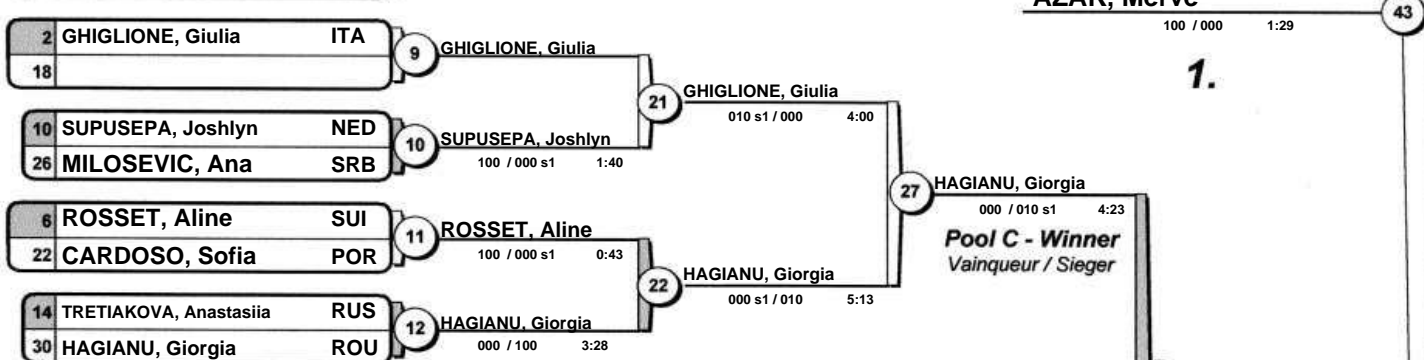 AZAR, Merve
43
100 / 000 1:29
1.
2 GHIGLIONE, Giulia ITA
18
9
GHIGLIONE, Giulia
21
GHIGLIONE, Giulia
010 s1 / 000 4:00
10 SUPUSEPA, Joshlyn NED
26 MILOSEVIC, Ana SRB
10
SUPUSEPA, Joshlyn
100 / 000 s1 1:40
27
HAGIANU, Giorgia
000 / 010 s1 4:23
Pool C - Winner
Vainqueur / Sieger
6 ROSSET, Aline SUI
22 CARDOSO, Sofia POR
11
ROSSET, Aline
100 / 000 s1 0:43
22
HAGIANU, Giorgia
000 s1 / 010 5:13
14 TRETIAKOVA, Anastasiia RUS
30 HAGIANU, Giorgia ROU
12
HAGIANU, Giorgia
000 / 100 3:28